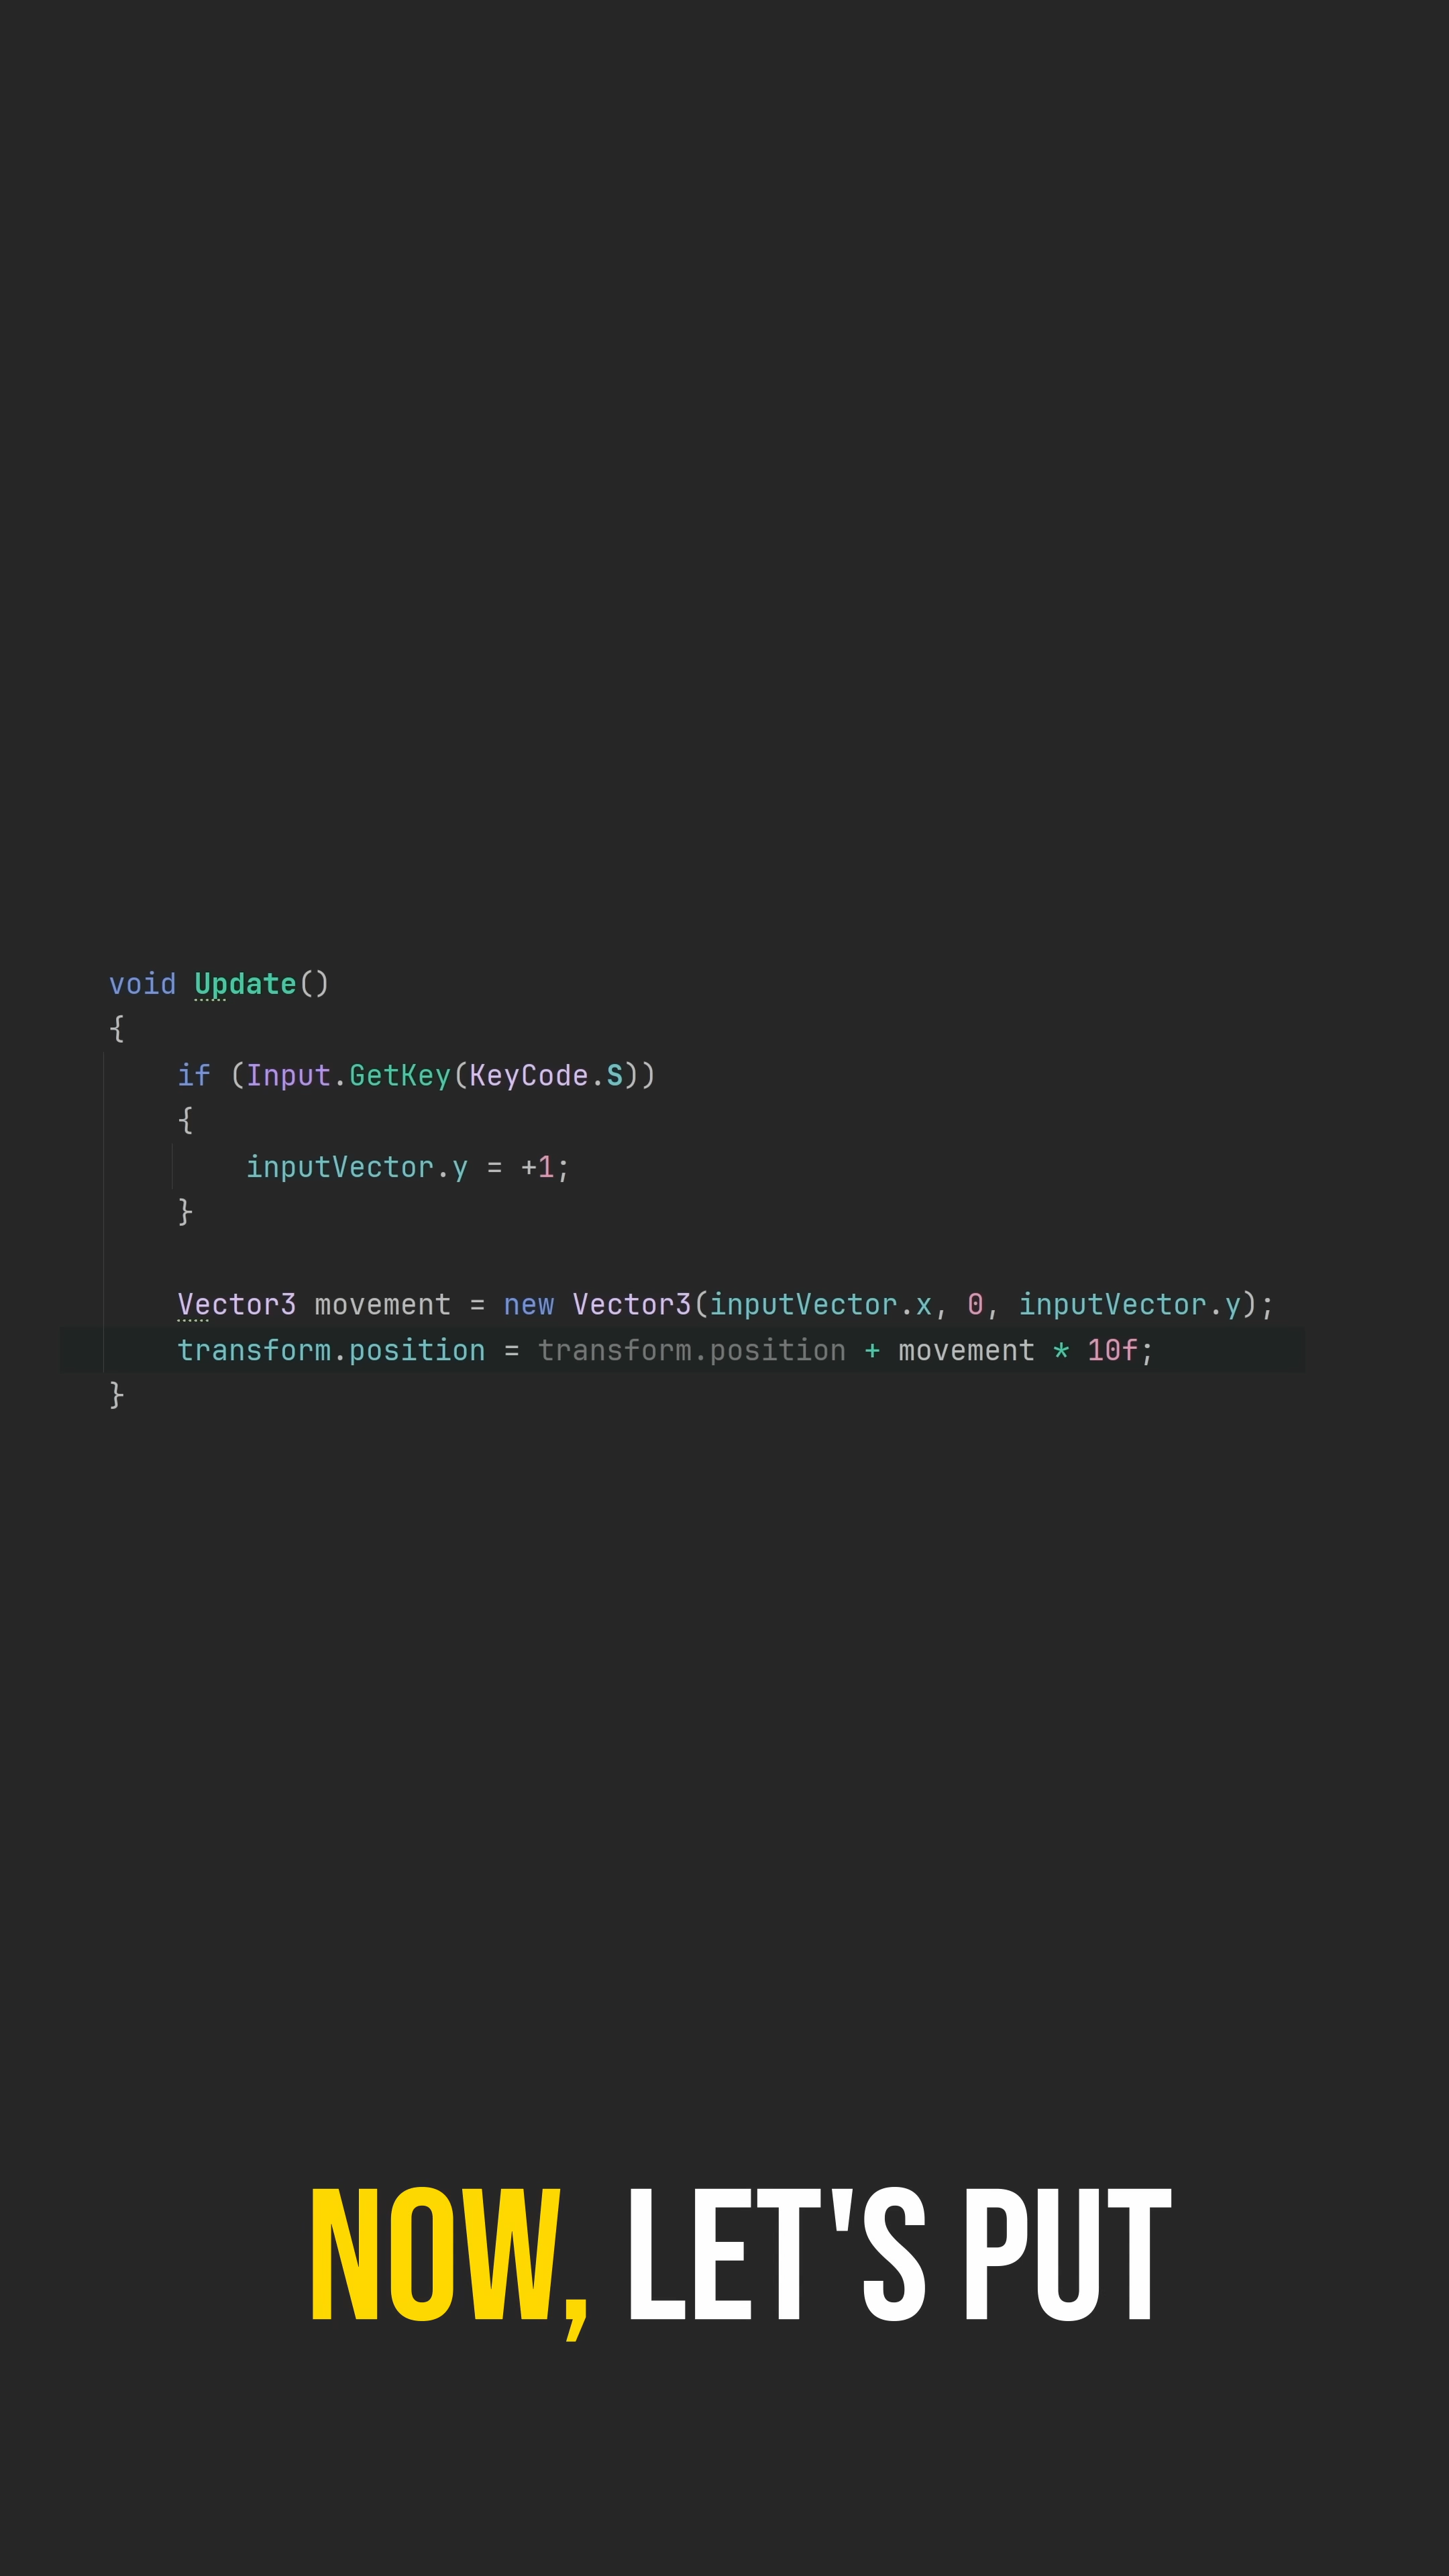 void Update()
{
    if (Input.GetKey(KeyCode.S))
    {
        inputVector.y = +1;
    }
    Vector3 movement = new Vector3(inputVector.x, 0, inputVector.y);
    transform.position = transform.position + movement * 10f;
}
NOW, LET'S PUT